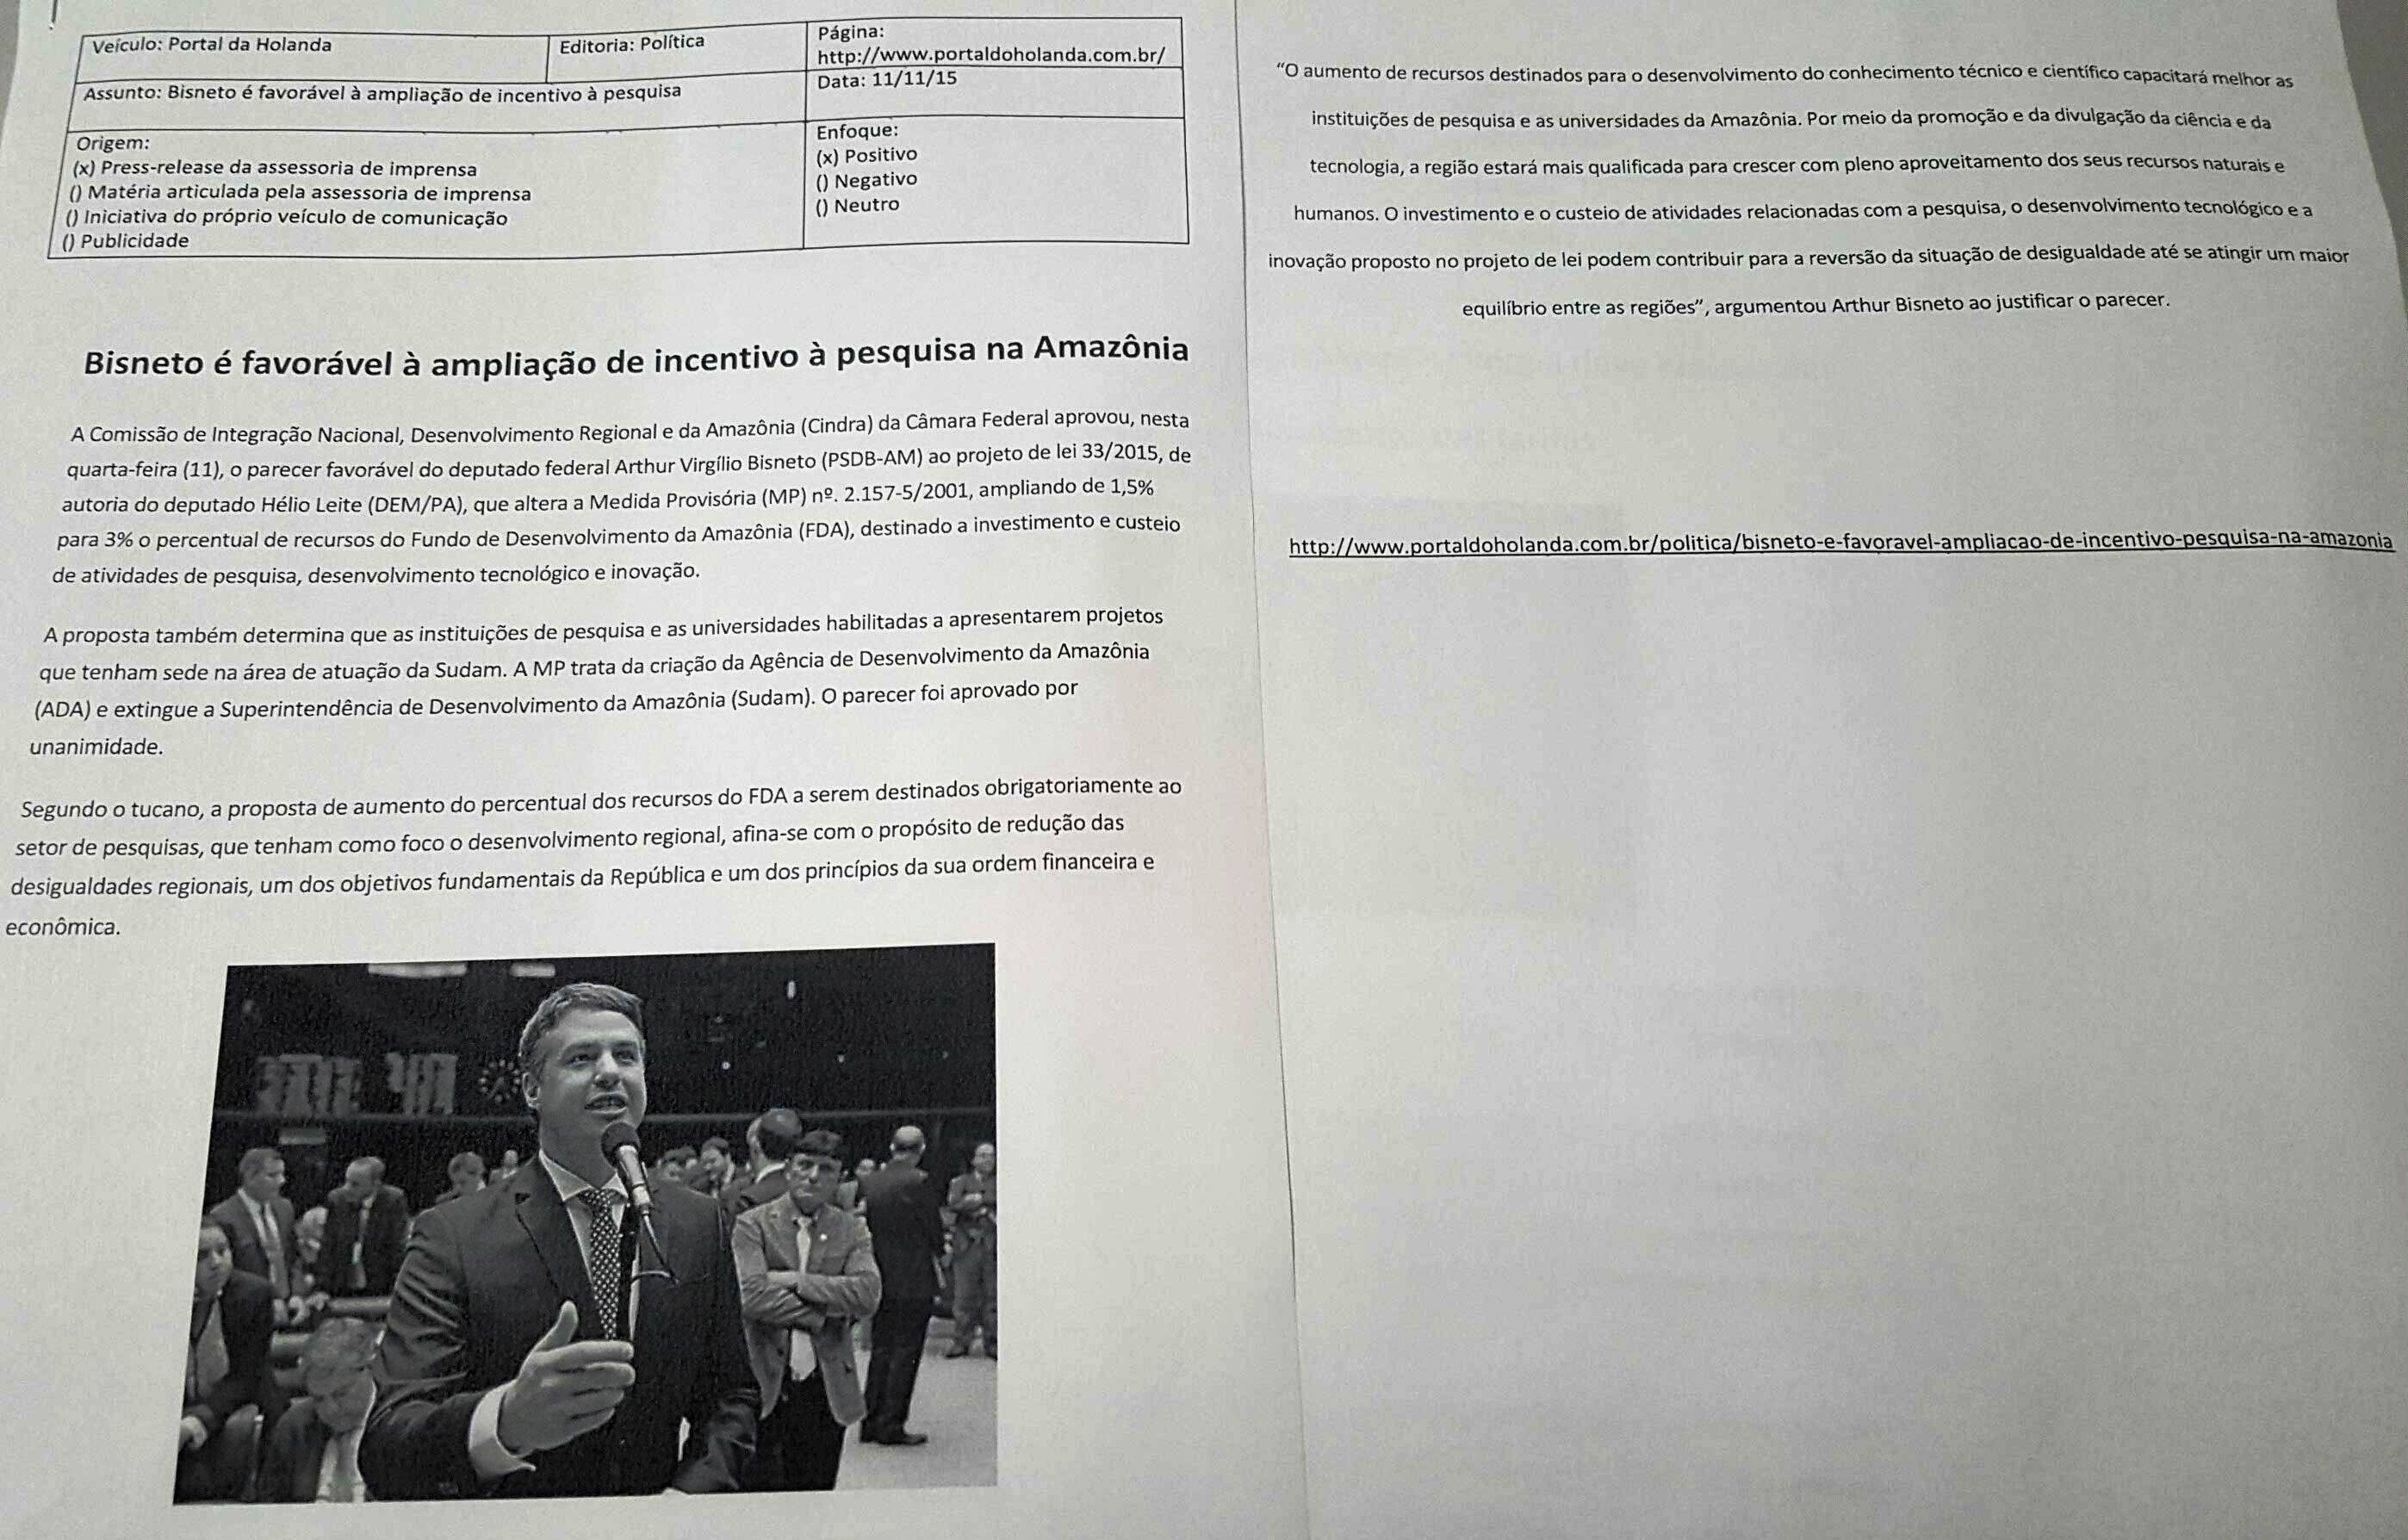 Veículo: Portal da Holanda
Editoria: Política
Página:
http://www.portaldoholanda.com.br/
Assunto: Bisneto é favorável à ampliação de incentivo à pesquisa
Data: 11/11/15
Origem:
(x) Press-release da assessoria de imprensa
() Matéria articulada pela assessoria de imprensa
() Iniciativa do próprio veículo de comunicação
() Publicidade
Enfoque:
(x) Positivo
() Negativo
() Neutro
Bisneto é favorável à ampliação de incentivo à pesquisa na Amazônia
A Comissão de Integração Nacional, Desenvolvimento Regional e da Amazônia (Cindra) da Câmara Federal aprovou, nesta
quarta-feira (11), o parecer favorável do deputado federal Arthur Virgílio Bisneto (PSDB-AM) ao projeto de lei 33/2015, de
autoria do deputado Hélio Leite (DEM/PA), que altera a Medida Provisória (MP) nº. 2.157-5/2001, ampliando de 1,5%
para 3% o percentual de recursos do Fundo de Desenvolvimento da Amazônia (FDA), destinado a investimento e custeio
de atividades de pesquisa, desenvolvimento tecnológico e inovação.
A proposta também determina que as instituições de pesquisa e as universidades habilitadas a apresentarem projetos
que tenham sede na área de atuação da Sudam. A MP trata da criação da Agência de Desenvolvimento da Amazônia
(ADA) e extingue a Superintendência de Desenvolvimento da Amazônia (Sudam). O parecer foi aprovado por
unanimidade.
Segundo o tucano, a proposta de aumento do percentual dos recursos do FDA a serem destinados obrigatoriamente ao
setor de pesquisas, que tenham como foco o desenvolvimento regional, afina-se com o propósito de redução das
desigualdades regionais, um dos objetivos fundamentais da República e um dos princípios da sua ordem financeira e
econômica.
“O aumento de recursos destinados para o desenvolvimento do conhecimento técnico e científico capacitará melhor as
instituições de pesquisa e as universidades da Amazônia. Por meio da promoção e da divulgação da ciência e da
tecnologia, a região estará mais qualificada para crescer com pleno aproveitamento dos seus recursos naturais e
humanos. O investimento e o custeio de atividades relacionadas com a pesquisa, o desenvolvimento tecnológico e a
inovação proposto no projeto de lei podem contribuir para a reversão da situação de desigualdade até se atingir um maior
equilíbrio entre as regiões”, argumentou Arthur Bisneto ao justificar o parecer.
http://www.portaldoholanda.com.br/politica/bisneto-e-favoravel-ampliacao-de-incentivo-pesquisa-na-amazonia